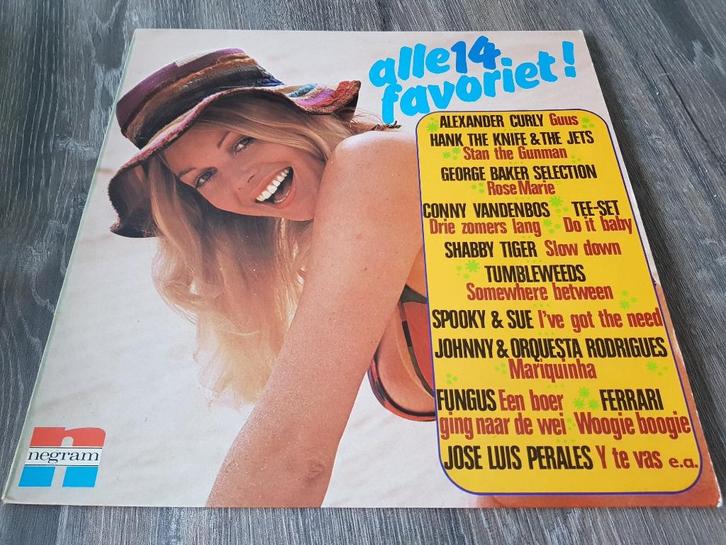 alle 14
favoriet!
ALEXANDER CURLY Guus
HANK THE KNIFE & THE JETS
Stan the Gunman
GEORGE BAKER SELECTION
Rose Marie
CONNY VANDENBOS TEE-SET
Drie zomers lang Do it baby
SHABBY TIGER Slow down
TUMBLEWEEDS
Somewhere between
SPOOKY & SUE I've got the need
JOHNNY & ORQUESTA RODRIGUES
Mariquinha
FUNGUS Een boer FERRARI
ging naar de wei Woogie boogie
JOSE LUIS PERALES Y te vas e.a.
negram